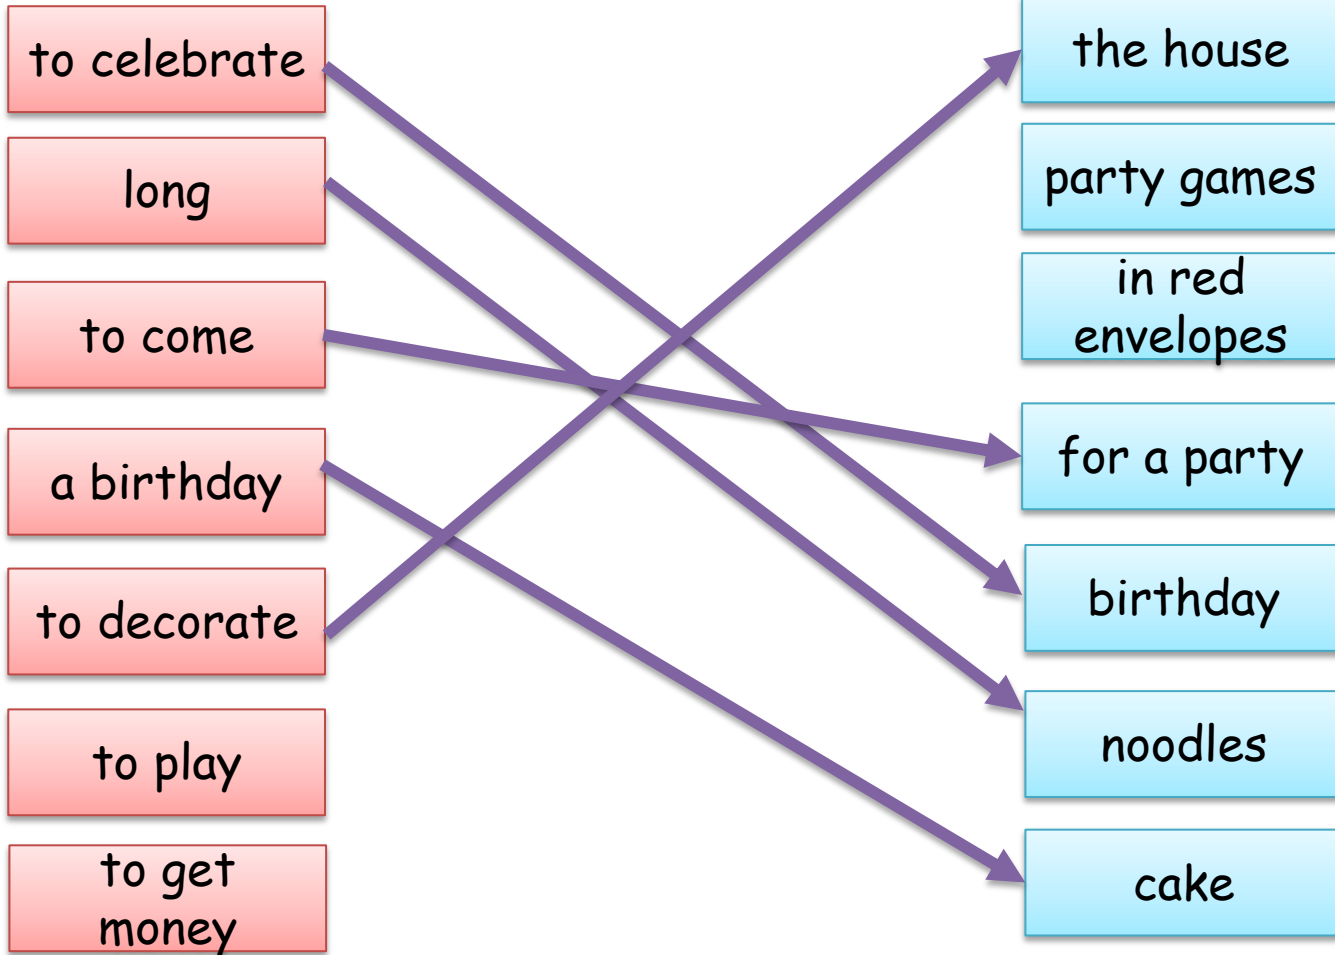 to celebrate
long
to come
a birthday
to decorate
to play
to get
money
the house
party games
in red
envelopes
for a party
birthday
noodles
cake